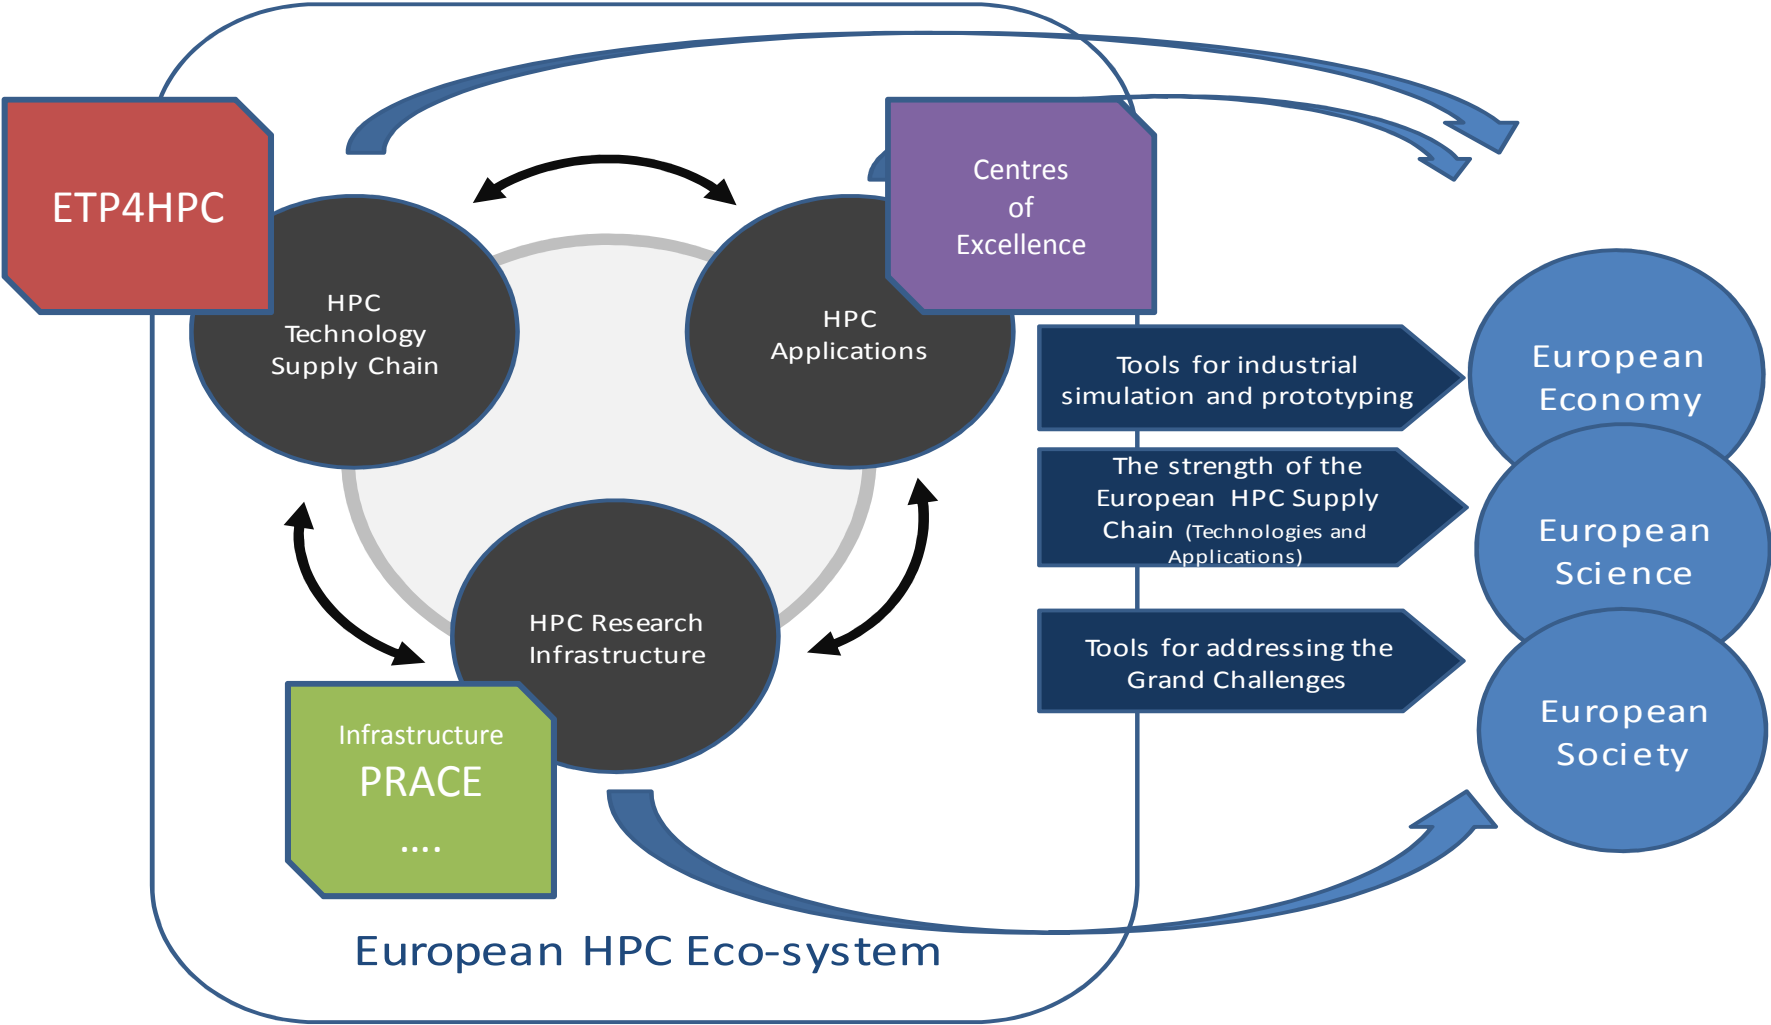 ETP4HPC
Centres
of
Excellence
HPC
Technology
Supply Chain
HPC
Applications
HPC Research
Infrastructure
Infrastructure
PRACE
....
Tools for industrial
simulation and prototyping
The strength of the
European HPC Supply
Chain (Technologies and
Applications)
Tools for addressing the
Grand Challenges
European
Economy
European
Science
European
Society
European HPC Eco-system